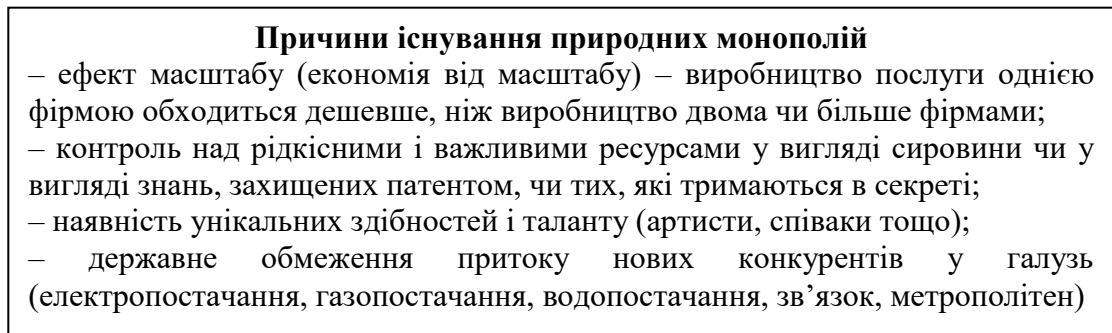 Причини існування природних монополій
– ефект масштабу (економія від масштабу) – виробництво послуги однією
фірмою обходиться дешевше, ніж виробництво двома чи більше фірмами;
– контроль над рідкісними і важливими ресурсами у вигляді сировини чи у
вигляді знань, захищених патентом, чи тих, які тримаються в секреті;
– наявність унікальних здібностей і таланту (артисти, співаки тощо);
– державне обмеження притоку нових конкурентів у галузь
(електропостачання, газопостачання, водопостачання, зв’язок, метрополітен)